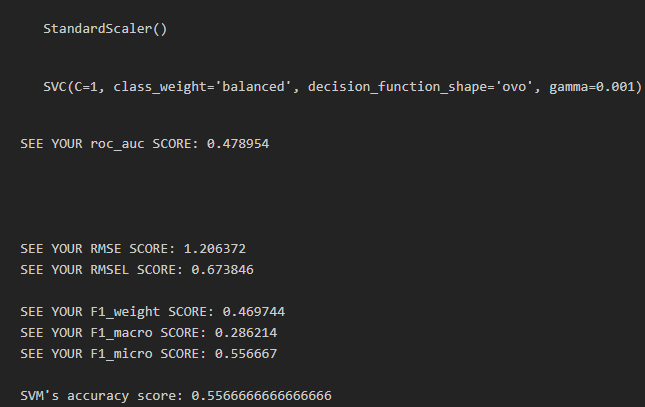 StandardScaler()
SVC(C=1, class_weight='balanced', decision_function_shape='ovo', gamma=0.001)
SEE YOUR roc_auc SCORE: 0.478954
SEE YOUR RMSE SCORE: 1.206372
SEE YOUR RMSEL SCORE: 0.673846
SEE YOUR F1_weight SCORE: 0.469744
SEE YOUR F1_macro SCORE: 0.286214
SEE YOUR F1_micro SCORE: 0.556667
SVM's accuracy score: 0.5566666666666666